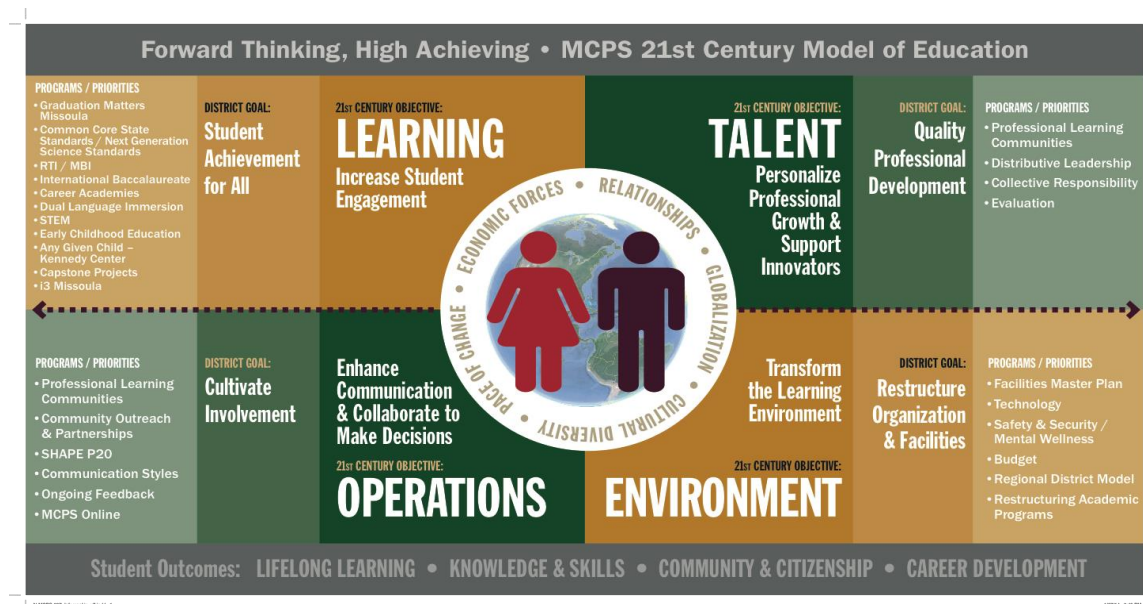 Forward Thinking, High Achieving • MCPS 21st Century Model of Education
PROGRAMS / PRIORITIES
• Graduation Matters
Missoula
• Common Core State
Standards / Next Generation
Science Standards
• RTI / MBI
• International Baccalaureate
• Career Academies
• Dual Language Immersion
• STEM
• Early Childhood Education
• Any Given Child –
Kennedy Center
• Capstone Projects
• i3 Missoula
DISTRICT GOAL:
Student
Achievement
for All
21ST CENTURY OBJECTIVE:
LEARNING
Increase Student
Engagement
21ST CENTURY OBJECTIVE:
TALENT
Personalize
Professional
Growth &
Support
Innovators
DISTRICT GOAL:
Quality
Professional
Development
PROGRAMS / PRIORITIES
• Professional Learning
Communities
• Distributive Leadership
• Collective Responsibility
• Evaluation
ECONOMIC FORCES • RELATIONSHIPS • GLOBALIZATION • CULTURAL DIVERSITY • PACE OF CHANGE •
PROGRAMS / PRIORITIES
• Professional Learning
Communities
• Community Outreach
& Partnerships
• SHAPE P20
• Communication Styles
• Ongoing Feedback
• MCPS Online
DISTRICT GOAL:
Cultivate
Involvement
Enhance
Communication
& Collaborate to
Make Decisions
21ST CENTURY OBJECTIVE:
OPERATIONS
Transform
the Learning
Environment
21ST CENTURY OBJECTIVE:
ENVIRONMENT
DISTRICT GOAL:
Restructure
Organization
& Facilities
PROGRAMS / PRIORITIES
• Facilities Master Plan
• Technology
• Safety & Security /
Mental Wellness
• Budget
• Regional District Model
• Restructuring Academic
Programs
Student Outcomes: LIFELONG LEARNING • KNOWLEDGE & SKILLS • COMMUNITY & CITIZENSHIP • CAREER DEVELOPMENT